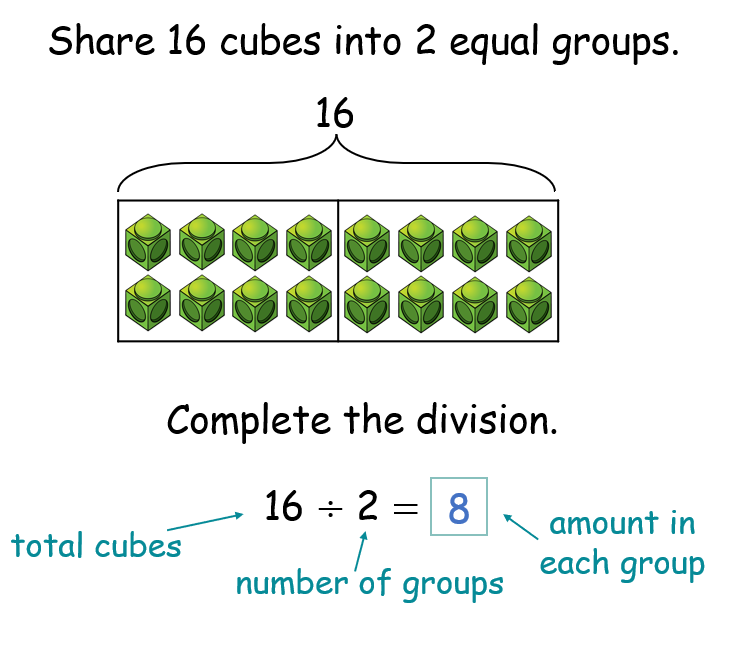 Share 16 cubes into 2 equal groups.
16
Complete the division.
16 ÷ 2 = 8
total cubes
number of groups
amount in
each group